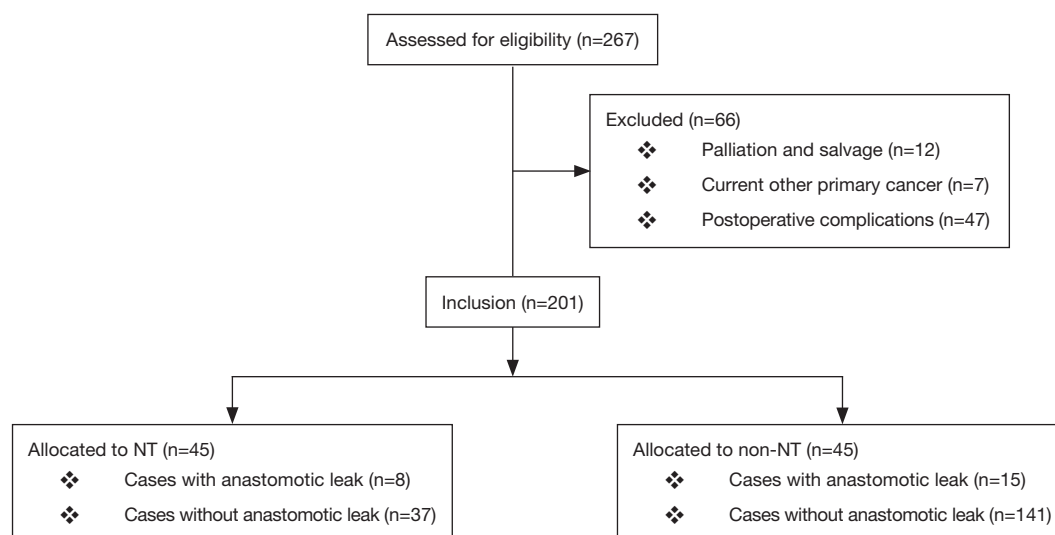 Assessed for eligibility (n=267)
Excluded (n=66)
❖ Palliation and salvage (n=12)
❖ Current other primary cancer (n=7)
❖ Postoperative complications (n=47)
Inclusion (n=201)
Allocated to NT (n=45)
❖ Cases with anastomotic leak (n=8)
❖ Cases without anastomotic leak (n=37)
Allocated to non-NT (n=45)
❖ Cases with anastomotic leak (n=15)
❖ Cases without anastomotic leak (n=141)